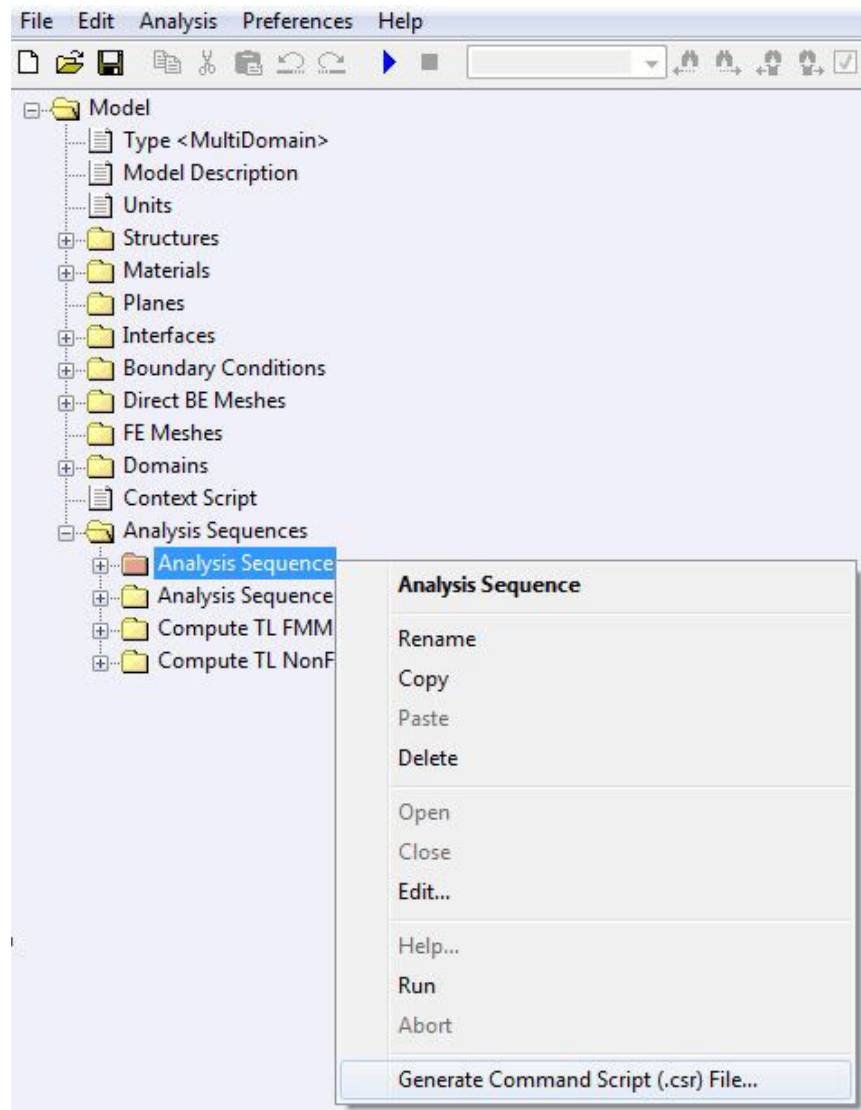 File Edit Analysis Preferences Help
Model
Type <MultiDomain>
Model Description
Units
Structures
Materials
Planes
Interfaces
Boundary Conditions
Direct BE Meshes
FE Meshes
Domains
Context Script
Analysis Sequences
Analysis Sequence
Analysis Sequence
Compute TL FMM
Compute TL NonF
Analysis Sequence
Rename
Copy
Paste
Delete
Open
Close
Edit...
Help...
Run
Abort
Generate Command Script (.csr) File...